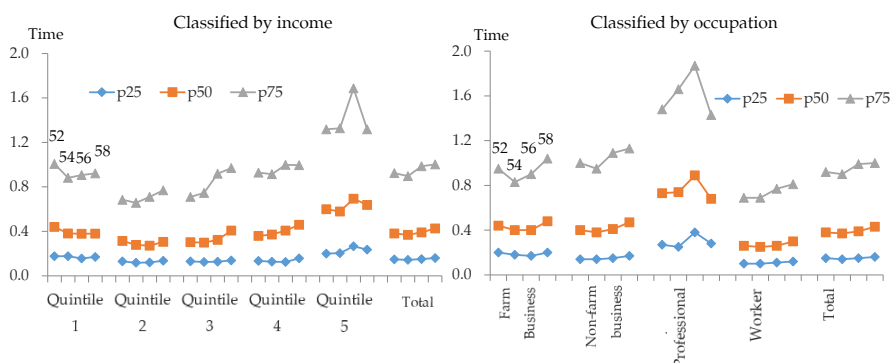 Classified by income
Time
2.0
1.6
1.2
0.8
0.4
0.0
p25 p50 p75
52
54 56 58
Quintile Quintile Quintile Quintile Quintile Total
1 2 3 4 5
Classified by occupation
Time
2.0
1.6
1.2
0.8
0.4
0.0
p25 p50 p75
52 54 56 58
Farm
Business
Non-farm
business
Professional
Worker
Total